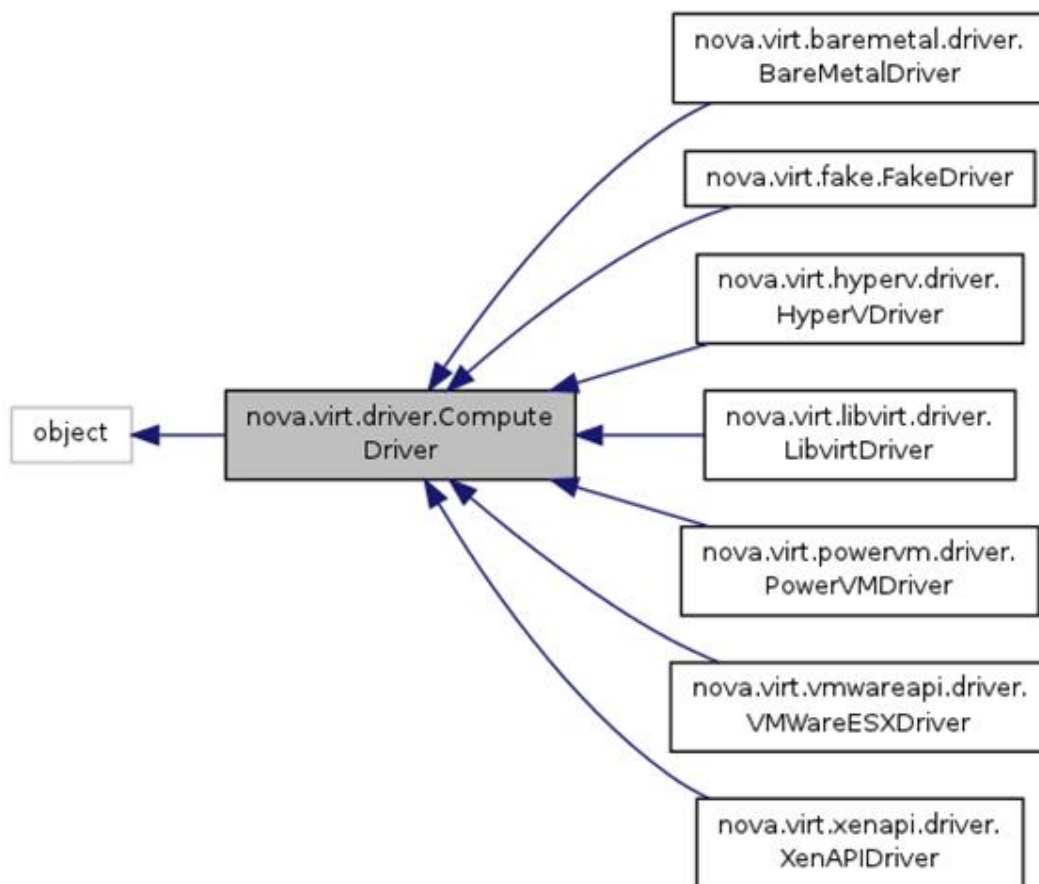 nova.virt.baremetal.driver.
BareMetalDriver
nova.virt.fake.FakeDriver
nova.virt.hyperv.driver.
HyperVDriver
object
nova.virt.driver.Compute
Driver
nova.virt.libvirt.driver.
LibvirtDriver
nova.virt.powervm.driver.
PowerVMDriver
nova.virt.vmwareapi.driver.
VMWareESXDriver
nova.virt.xenapi.driver.
XenAPIDriver